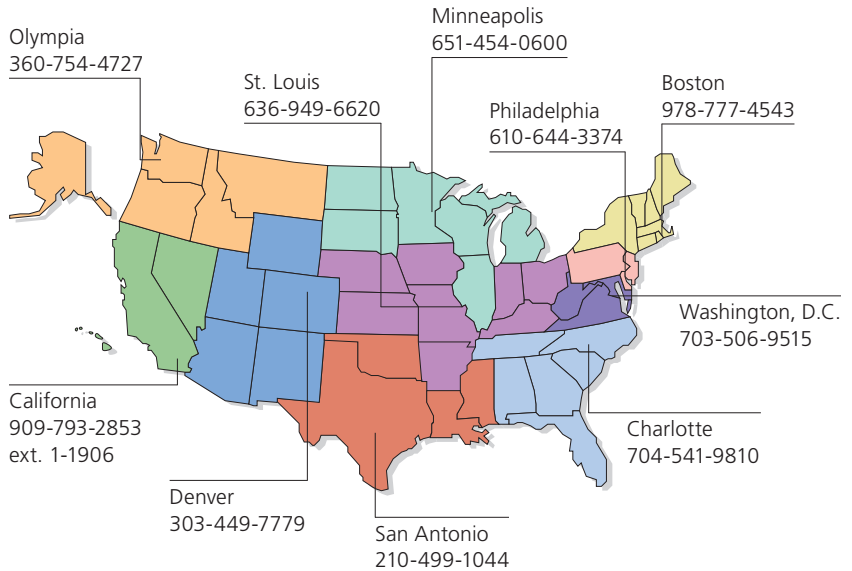 Olympia
360-754-4727
Minneapolis
651-454-0600
St. Louis
636-949-6620
Philadelphia
610-644-3374
Boston
978-777-4543
Washington, D.C.
703-506-9515
California
909-793-2853
ext. 1-1906
Charlotte
704-541-9810
Denver
303-449-7779
San Antonio
210-499-1044